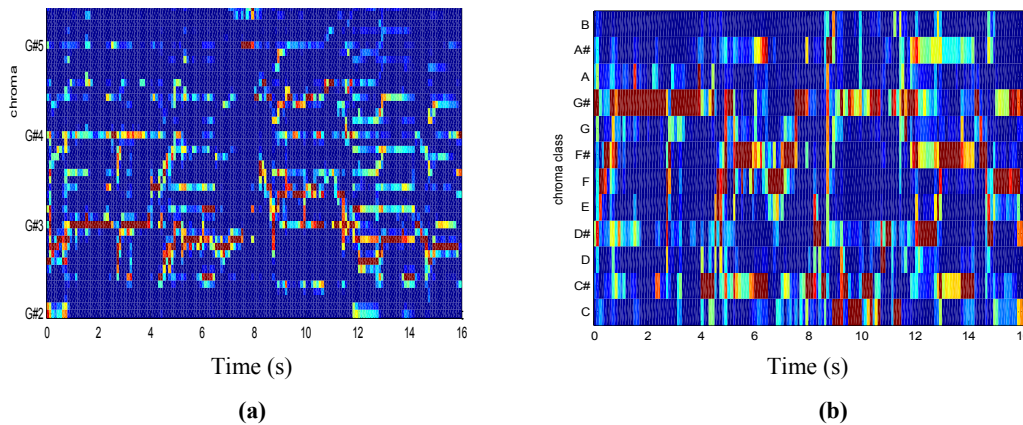 chroma
G#5
G#4
G#3
G#2
0 2 4 6 8 10 12 14 16
Time (s)
(a)
chroma class
B
A#
A
G#
G
F#
F
E
D#
D
C#
C
0 2 4 6 8 10 12 14 16
Time (s)
(b)